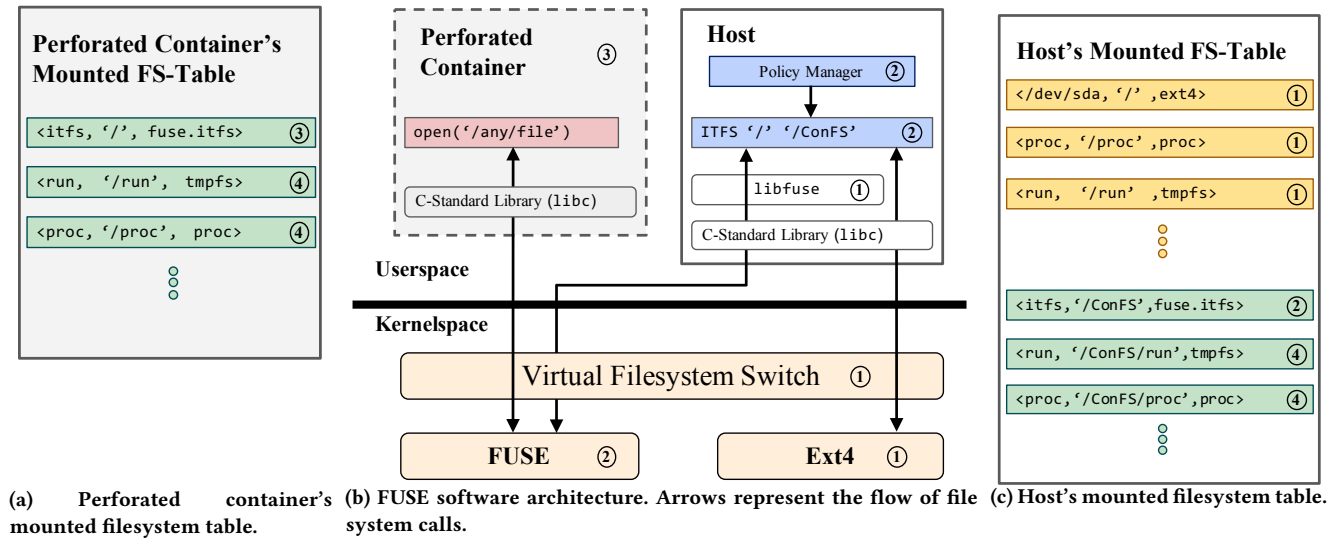 Perforated Container's
Mounted FS-Table
<itfs, ‘/’, fuse.itfs> ③
<run, ‘/run’, tmpfs> ④
<proc, ‘/proc’, proc> ④
(a) Perforated container's
mounted filesystem table.
Perforated
Container ③
open(‘/any/file’)
C-Standard Library (libc)
Host
Policy Manager ②
ITFS ‘/’ ‘/ConFS’ ②
libfuse ①
C-Standard Library (libc)
Userspace
Kernelspace
Virtual Filesystem Switch ①
FUSE ②
Ext4 ①
(b) FUSE software architecture. Arrows represent the flow of file
system calls.
Host's Mounted FS-Table
</dev/sda, ‘/’ ,ext4> ①
<proc, ‘/proc’ ,proc> ①
<run, ‘/run’ ,tmpfs> ①
<itfs,‘/ConFS’,fuse.itfs> ②
<run, ‘/ConFS/run’,tmpfs> ④
<proc,‘/ConFS/proc’,proc> ④
(c) Host's mounted filesystem table.